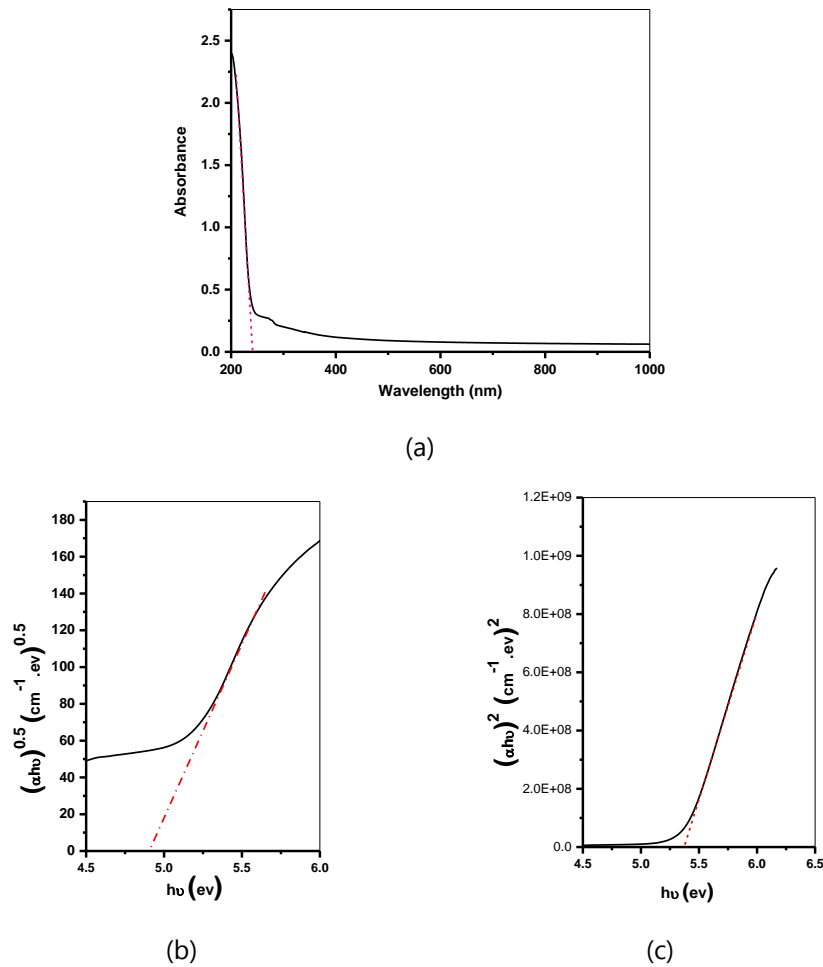 2.5
2.0
1.5
1.0
0.5
0.0
Absorbance
200 400 600 800 1000
Wavelength (nm)
(a)
180
160
140
120
100
80
60
40
20
0
(αhυ)^0.5 (cm^-1 .ev)^0.5
4.5 5.0 5.5 6.0
hυ (ev)
(b)
1.2E+09
1.0E+09
8.0E+08
6.0E+08
4.0E+08
2.0E+08
0.0
(αhυ)^2 (cm^-1 .ev)^2
4.5 5.0 5.5 6.0 6.5
hυ (ev)
(c)